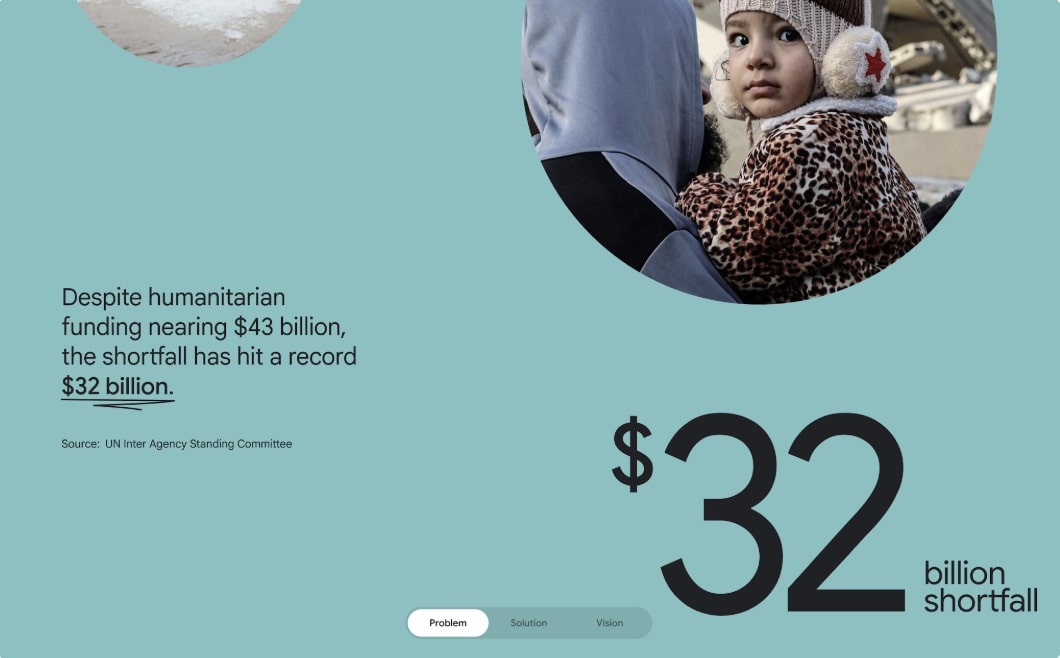 Despite humanitarian
funding nearing $43 billion,
the shortfall has hit a record
$32 billion.
Source: UN Inter Agency Standing Committee
$32
billion
shortfall
Problem Solution Vision